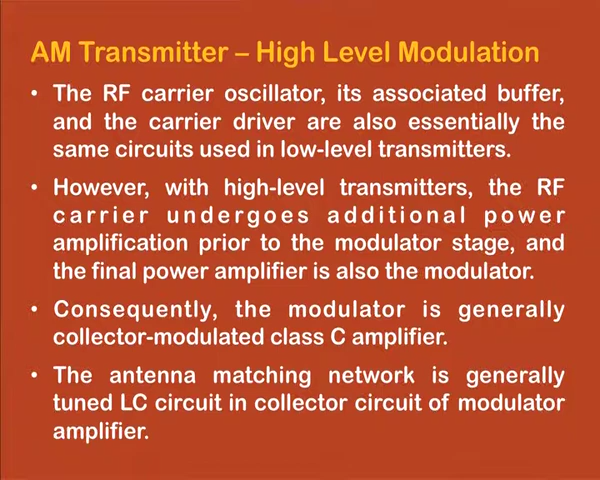 AM Transmitter – High Level Modulation
• The RF carrier oscillator, its associated buffer,
and the carrier driver are also essentially the
same circuits used in low-level transmitters.
• However, with high-level transmitters, the RF
carrier undergoes additional power
amplification prior to the modulator stage, and
the final power amplifier is also the modulator.
• Consequently, the modulator is generally
collector-modulated class C amplifier.
• The antenna matching network is generally
tuned LC circuit in collector circuit of modulator
amplifier.